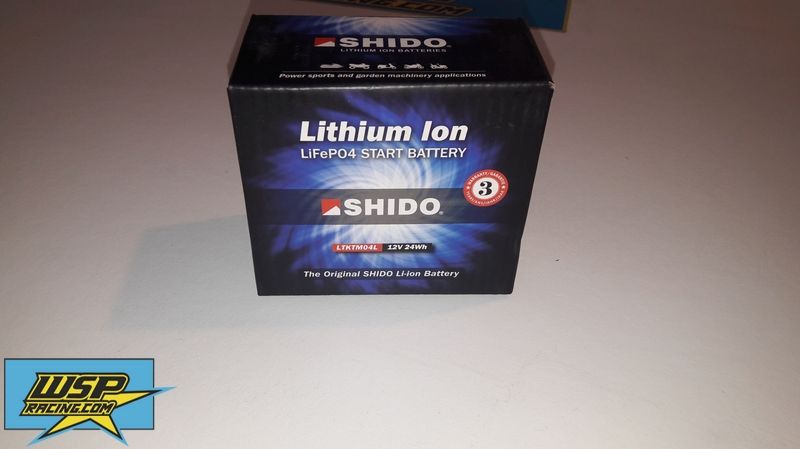 SHIDO®
LITHIUM ION BATTERIES
Power sports and garden machinery applications
Lithium Ion
LiFePO4 START BATTERY
3
SHIDO®
LTKTM04L 12V 24Wh
The Original SHIDO Li-ion Battery
WSP
RACING.COM